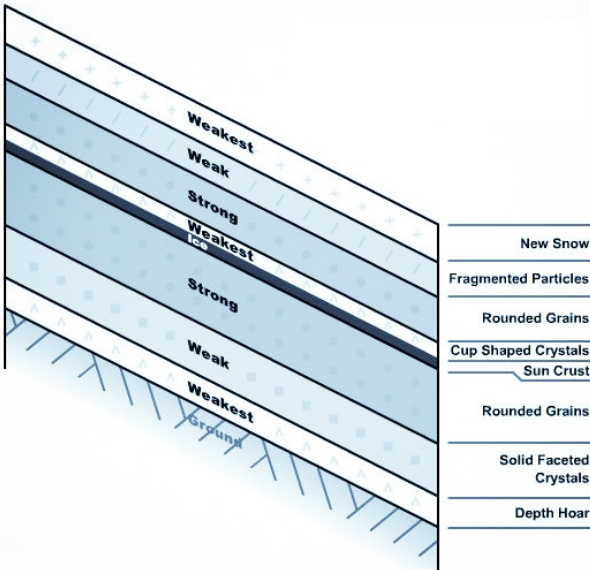 Weakest
Weak
Strong
Weakest
Ice
Strong
Weak
Weakest
Ground
New Snow
Fragmented Particles
Rounded Grains
Cup Shaped Crystals
Sun Crust
Rounded Grains
Solid Faceted
Crystals
Depth Hoar